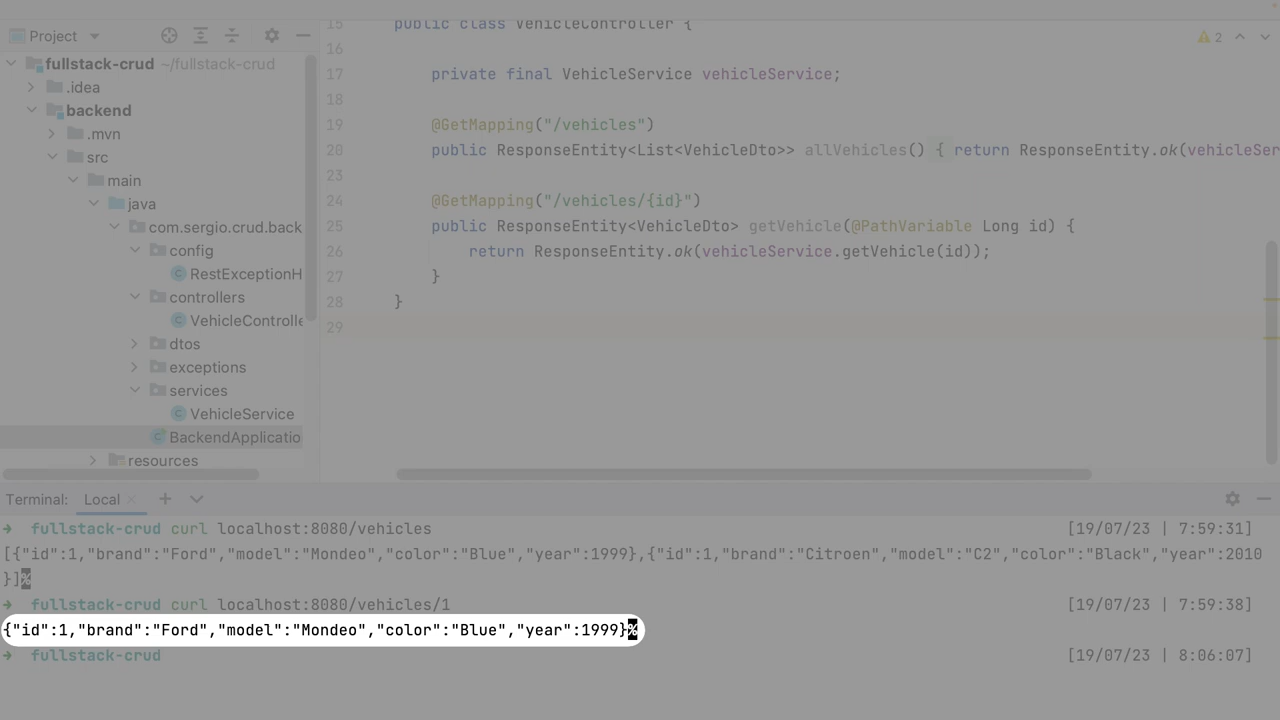 Project
fullstack-crud ~/fullstack-crud
.idea
backend
.mvn
src
main
java
com.sergio.crud.back
config
RestExceptionH
controllers
VehicleControlle
dtos
exceptions
services
VehicleService
BackendApplicatio
resources
2
15 public class VehicleController {
16
17 private final VehicleService vehicleService;
18
19 @GetMapping("/vehicles")
20 public ResponseEntity<List<VehicleDto>> allVehicles() { return ResponseEntity.ok(vehicleSer
23
24 @GetMapping("/vehicles/{id}")
25 public ResponseEntity<VehicleDto> getVehicle(@PathVariable Long id) {
26 return ResponseEntity.ok(vehicleService.getVehicle(id));
27 }
28 }
29
Terminal: Local
→ fullstack-crud curl localhost:8080/vehicles [19/07/23 | 7:59:31]
[{"id":1,"brand":"Ford","model":"Mondeo","color":"Blue","year":1999},{"id":1,"brand":"Citroen","model":"C2","color":"Black","year":2010
}]%
→ fullstack-crud curl localhost:8080/vehicles/1 [19/07/23 | 7:59:38]
{"id":1,"brand":"Ford","model":"Mondeo","color":"Blue","year":1999}%
→ fullstack-crud [19/07/23 | 8:06:07]